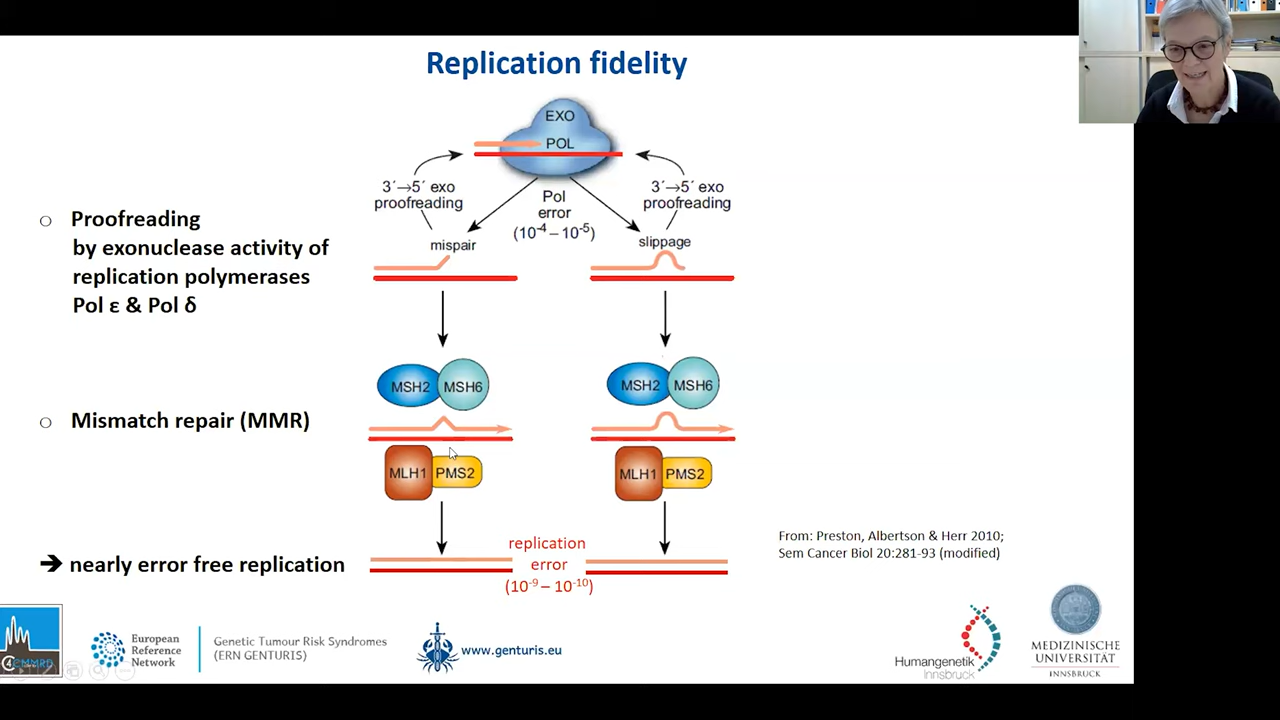 Replication fidelity
EXO
POL
3´→5´ exo
proofreading
Pol
error
(10⁻⁴ – 10⁻⁵)
3´→5´ exo
proofreading
mispair
slippage
○ Proofreading
by exonuclease activity of
replication polymerases
Pol ε & Pol δ
MSH2 MSH6
MSH2 MSH6
○ Mismatch repair (MMR)
MLH1 PMS2
MLH1 PMS2
➔ nearly error free replication
replication
error
(10⁻⁹ – 10⁻¹⁰)
From: Preston, Albertson & Herr 2010;
Sem Cancer Biol 20:281-93 (modified)
European
Reference
Network
Genetic Tumour Risk Syndromes
(ERN GENTURIS)
www.genturis.eu
Humangenetik
Innsbruck
MEDIZINISCHE
UNIVERSITÄT
INNSBRUCK